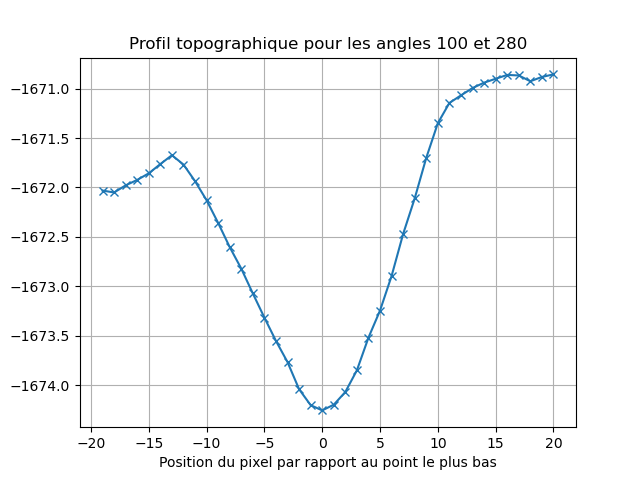 Profil topographique pour les angles 100 et 280
−1671.0
−1671.5
−1672.0
−1672.5
−1673.0
−1673.5
−1674.0
−20 −15 −10 −5 0 5 10 15 20
Position du pixel par rapport au point le plus bas